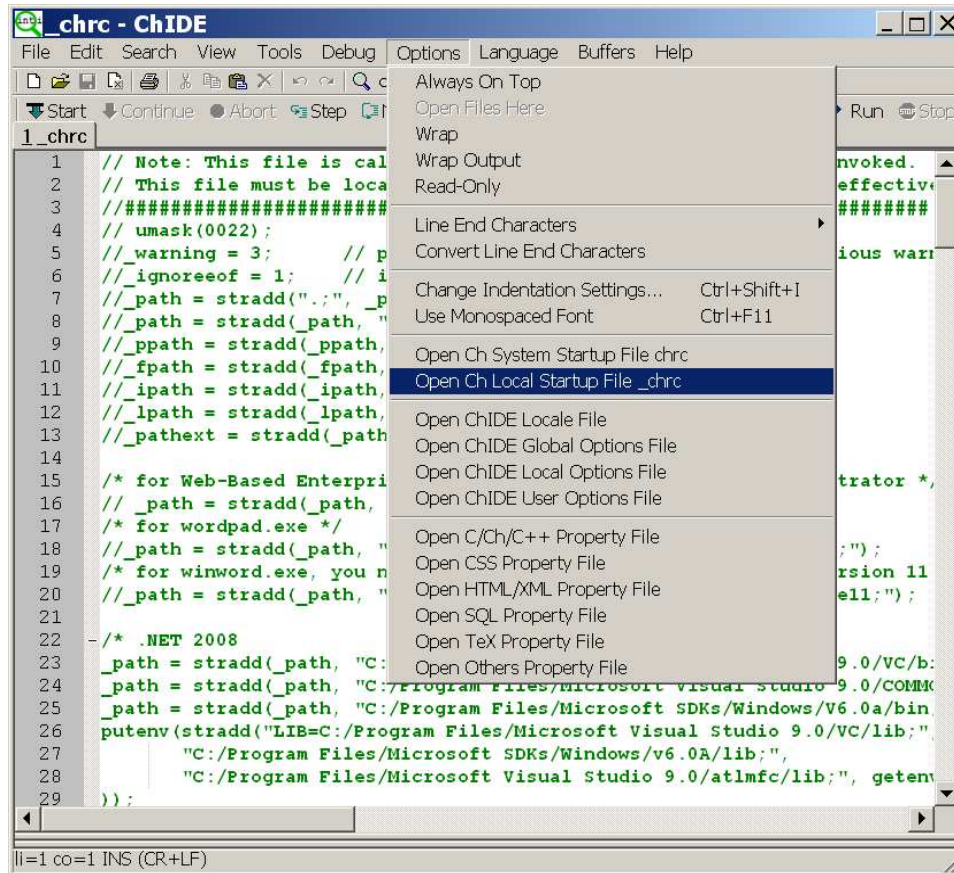 _chrc - ChIDE
File Edit Search View Tools Debug Options Language Buffers Help
Start Continue Abort Step Run Stop
1 _chrc
Always On Top
Open Files Here
Wrap
Wrap Output
Read-Only
Line End Characters
Convert Line End Characters
Change Indentation Settings... Ctrl+Shift+I
Use Monospaced Font Ctrl+F11
Open Ch System Startup File chrc
Open Ch Local Startup File _chrc
Open ChIDE Locale File
Open ChIDE Global Options File
Open ChIDE Local Options File
Open ChIDE User Options File
Open C/Ch/C++ Property File
Open CSS Property File
Open HTML/XML Property File
Open SQL Property File
Open TeX Property File
Open Others Property File
1 // Note: This file is cal nvoked.
2 // This file must be loca effective
3 //######################### ########
4 // umask(0022);
5 //_warning = 3; // p ious warn
6 //_ignoreeof = 1; // i
7 //_path = stradd(".;", _p
8 //_path = stradd(_path, "
9 //_ppath = stradd(_ppath,
10 //_fpath = stradd(_fpath,
11 //_ipath = stradd(_ipath,
12 //_lpath = stradd(_lpath,
13 //_pathext = stradd(_path
14
15 /* for Web-Based Enterpri trator */
16 // _path = stradd(_path,
17 /* for wordpad.exe */
18 //_path = stradd(_path, " ;");
19 /* for winword.exe, you n rsion 11
20 //_path = stradd(_path, " ell;");
21
22 /* .NET 2008
23 _path = stradd(_path, "C: 9.0/VC/b
24 _path = stradd(_path, "C:/Program Files/Microsoft Visual Studio 9.0/COMMO
25 _path = stradd(_path, "C:/Program Files/Microsoft SDKs/Windows/V6.0a/bin
26 putenv(stradd("LIB=C:/Program Files/Microsoft Visual Studio 9.0/VC/lib;",
27 "C:/Program Files/Microsoft SDKs/Windows/v6.0A/lib;",
28 "C:/Program Files/Microsoft Visual Studio 9.0/atlmfc/lib;", geten
29 ));
li=1 co=1 INS (CR+LF)